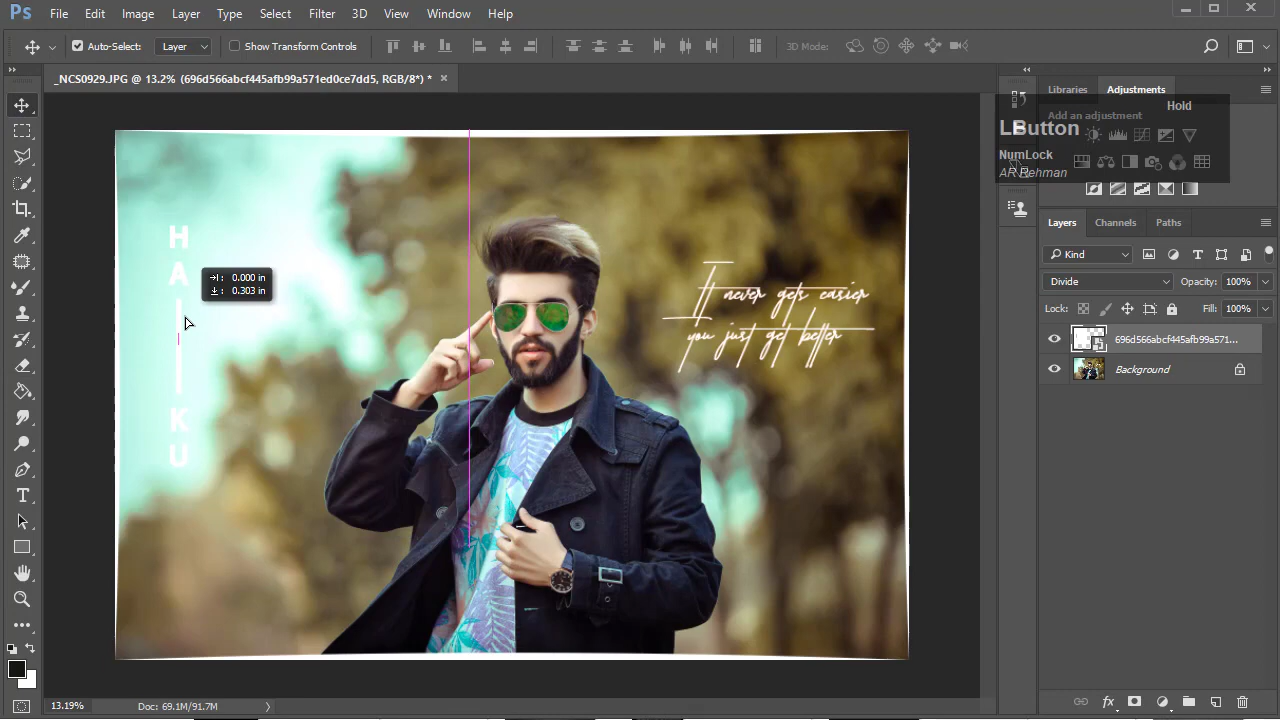 Ps File Edit Image Layer Type Select Filter 3D View Window Help
Auto-Select: Layer Show Transform Controls 3D Mode:
_NCS0929.JPG @ 13.2% (696d566abcf445afb99a571ed0ce7dd5, RGB/8*) * ×
Libraries Adjustments
Hold
Add an adjustment
LButton
NumLock
AR Rehman
H
A
I
K
U
0.000 in
0.303 in
It never gets easier
you just get better
Layers Channels Paths
Kind
Divide Opacity: 100%
Lock: Fill: 100%
696d566abcf445afb99a571...
Background
13.19% Doc: 69.1M/91.7M